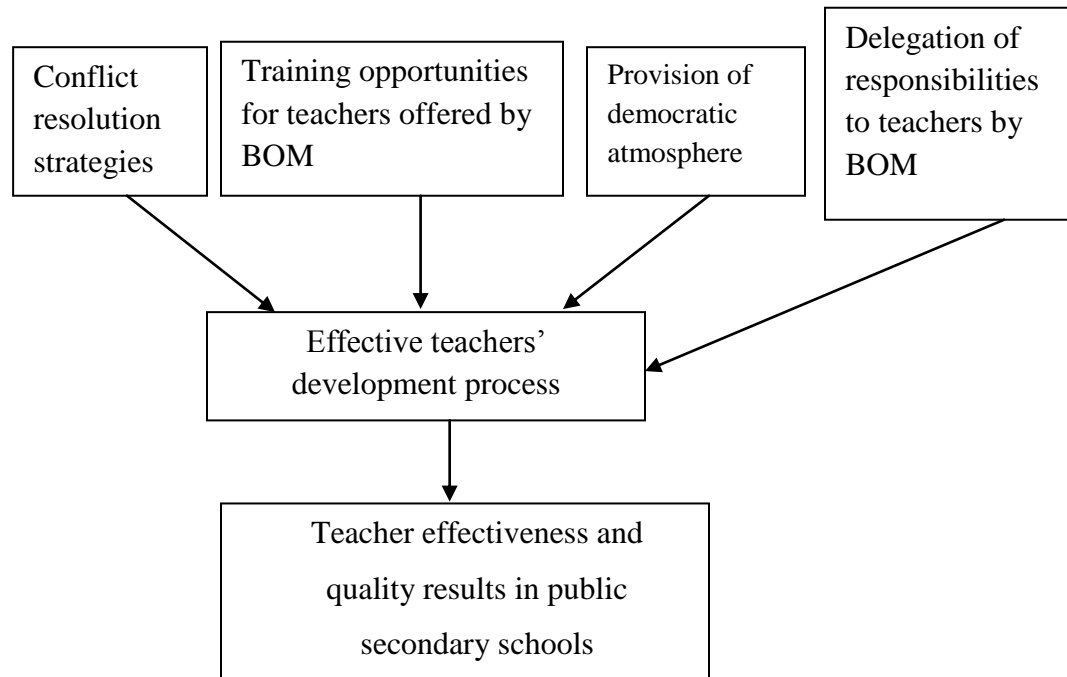 Conflict
resolution
strategies
Training opportunities
for teachers offered by
BOM
Provision of
democratic
atmosphere
Delegation of
responsibilities
to teachers by
BOM
Effective teachers’
development process
Teacher effectiveness and
quality results in public
secondary schools